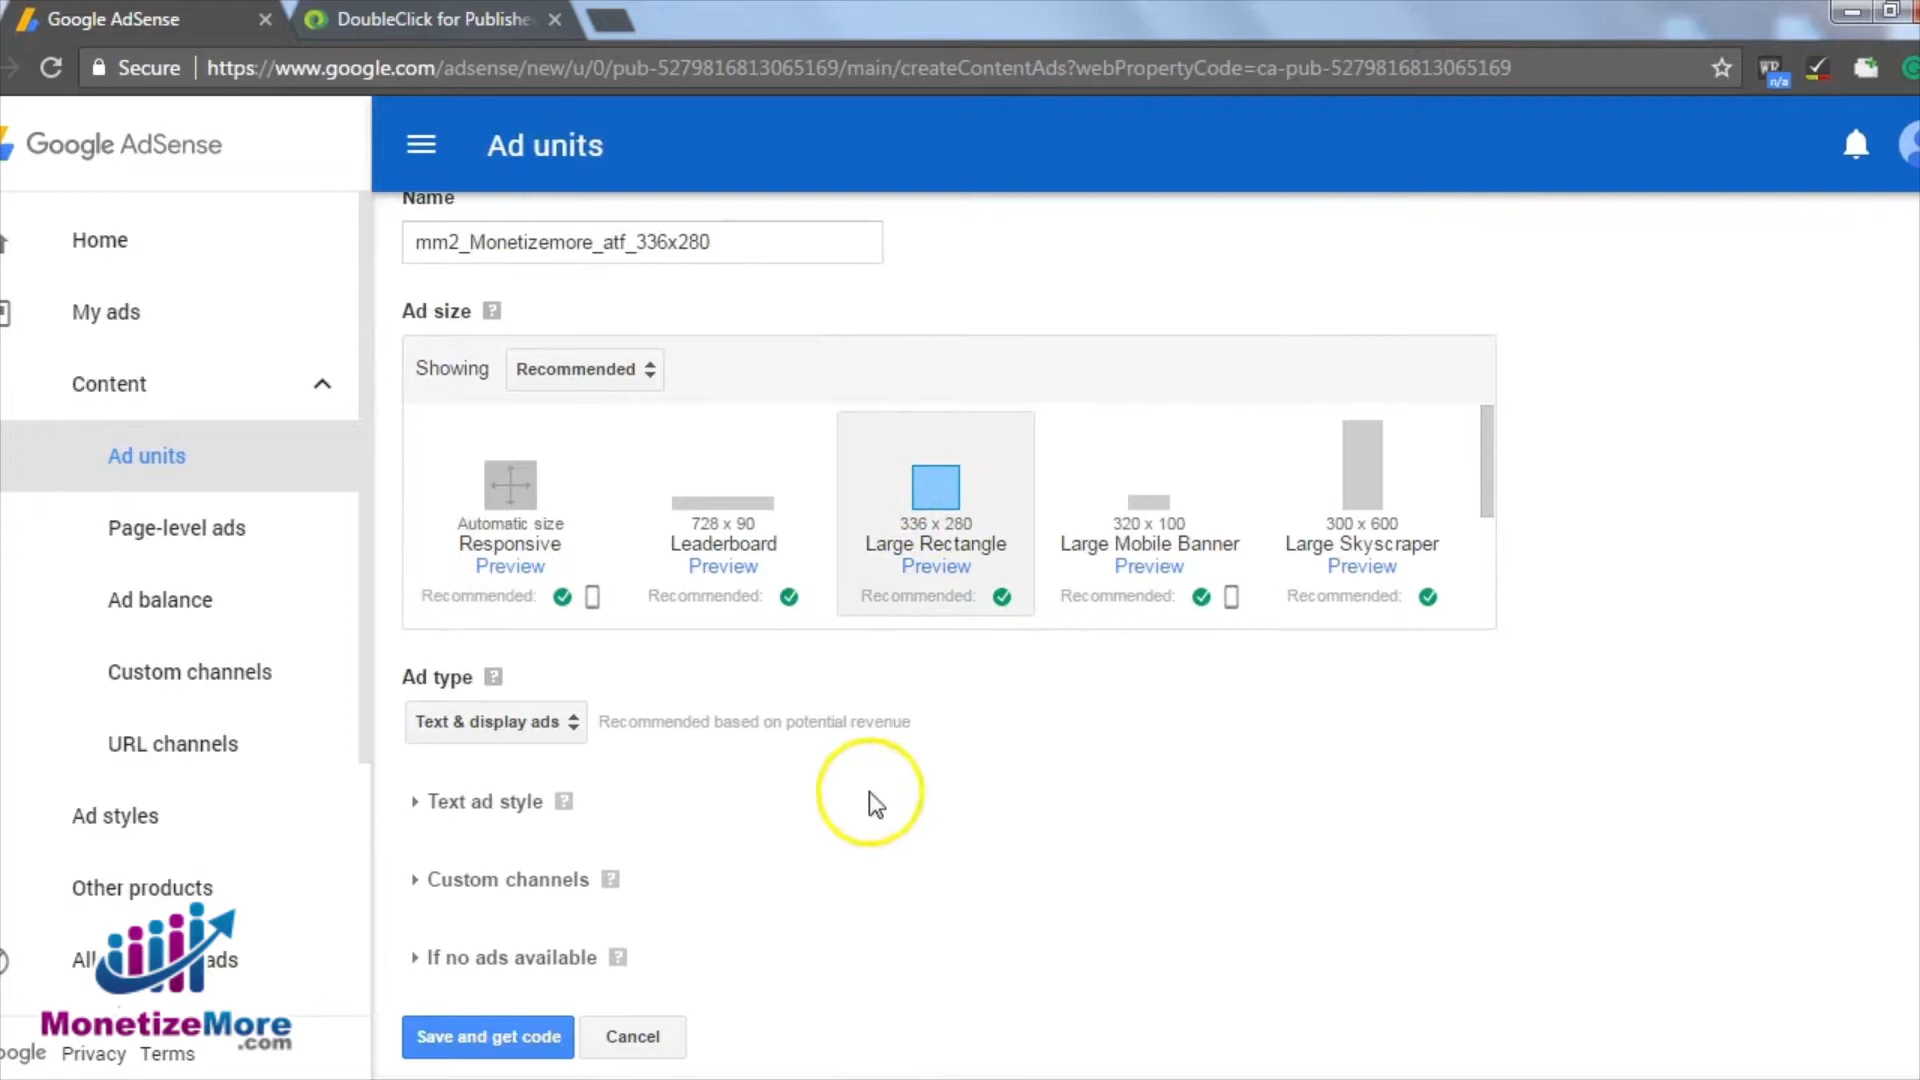 Google AdSense
DoubleClick for Publishe
Secure
https://www.google.com/adsense/new/u/0/pub-5279816813065169/main/createContentAds?webPropertyCode=ca-pub-5279816813065169
n/a
Google AdSense
Ad units
Home
My ads
Content
Ad units
Page-level ads
Ad balance
Custom channels
URL channels
Ad styles
Other products
All
ads
MonetizeMore
.com
oogle Privacy Terms
Name
mm2_Monetizemore_atf_336x280
Ad size ?
Showing Recommended
Automatic size
Responsive
Preview
Recommended:
728 x 90
Leaderboard
Preview
Recommended:
336 x 280
Large Rectangle
Preview
Recommended:
320 x 100
Large Mobile Banner
Preview
Recommended:
300 x 600
Large Skyscraper
Preview
Recommended:
Ad type ?
Text & display ads Recommended based on potential revenue
Text ad style ?
Custom channels ?
If no ads available ?
Save and get code Cancel